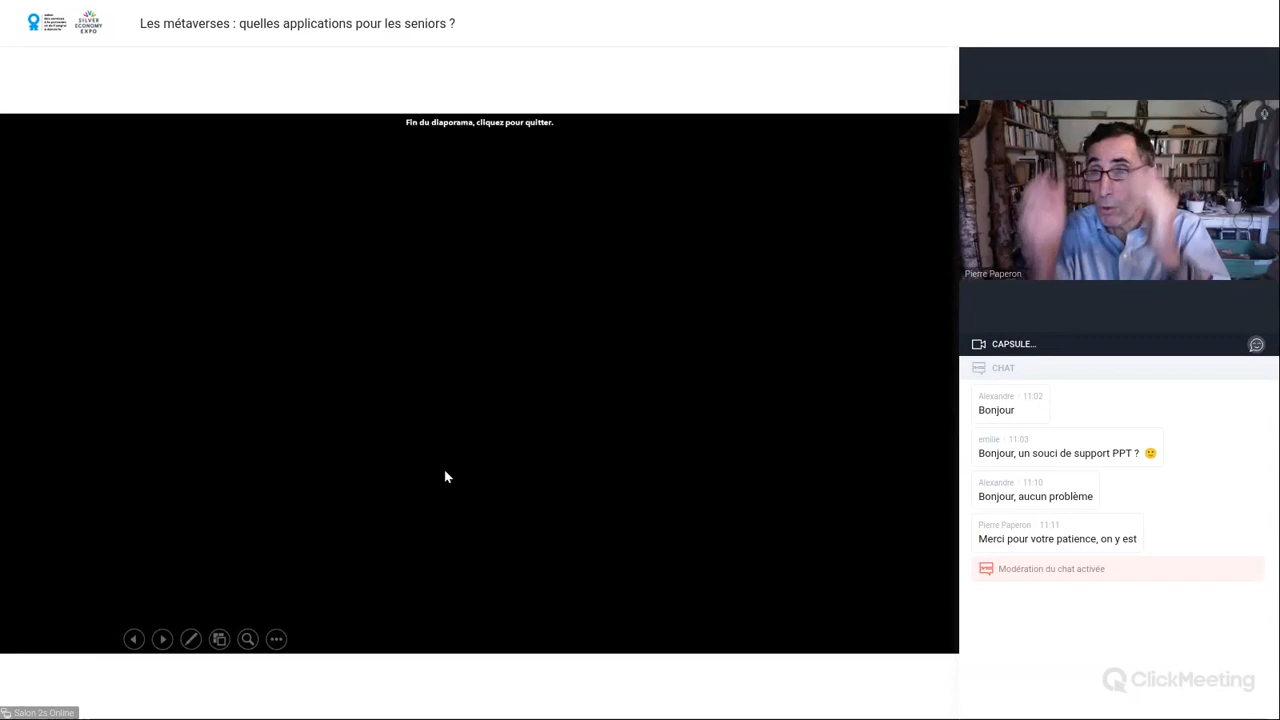 SILVER
ECONOMY
EXPO
Les métaverses : quelles applications pour les seniors ?
Fin du diaporama, cliquez pour quitter.
Pierre Paperon
CAPSULE...
CHAT
Alexandre · 11:02
Bonjour
emilie · 11:03
Bonjour, un souci de support PPT ? 🙂
Alexandre · 11:10
Bonjour, aucun problème
Pierre Paperon · 11:11
Merci pour votre patience, on y est
Modération du chat activée
ClickMeeting
Salon 2s Online